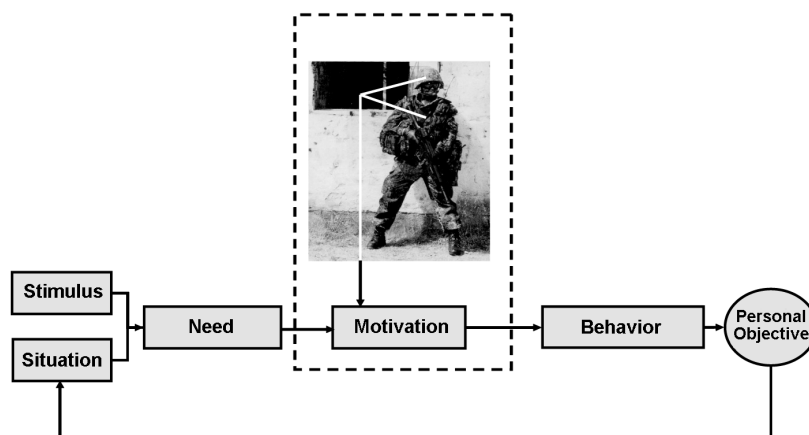 Stimulus
Situation
Need
Motivation
Behavior
Personal
Objective